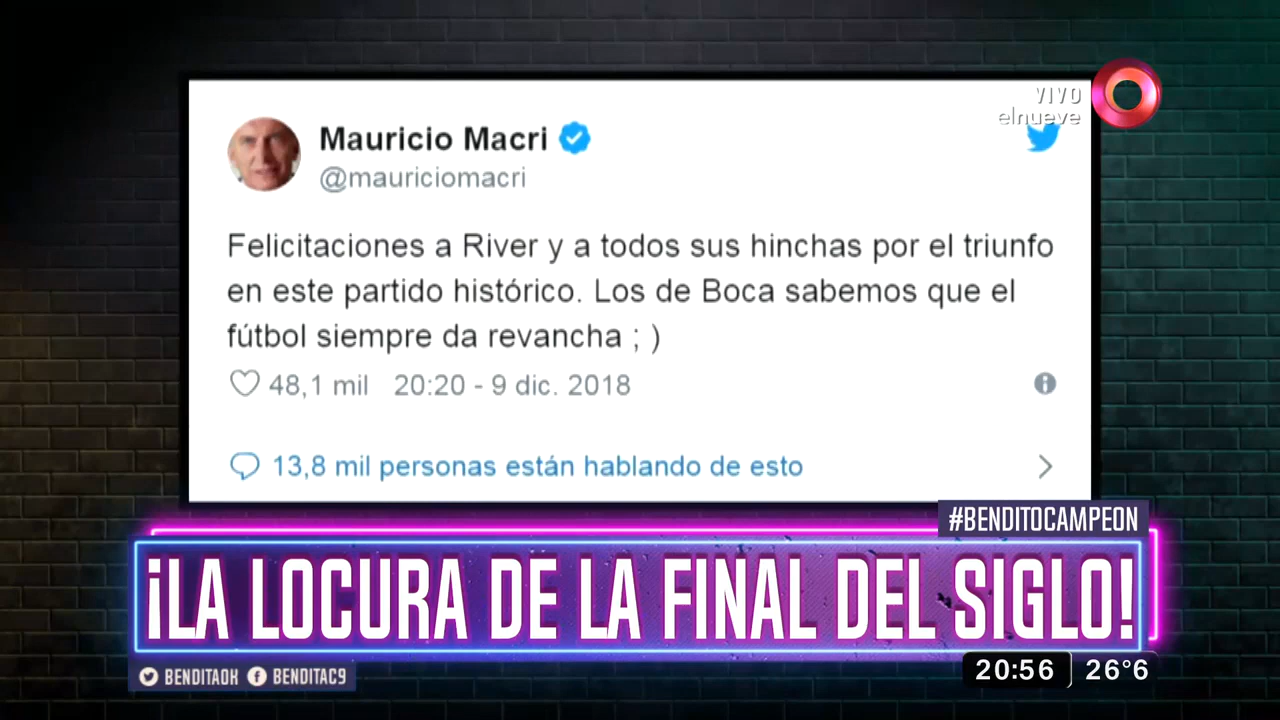 VIVO
elnueve
Mauricio Macri
@mauriciomacri
Felicitaciones a River y a todos sus hinchas por el triunfo
en este partido histórico. Los de Boca sabemos que el
fútbol siempre da revancha ; )
48,1 mil 20:20 - 9 dic. 2018
13,8 mil personas están hablando de esto
#BENDITOCAMPEON
¡LA LOCURA DE LA FINAL DEL SIGLO!
BENDITAOK BENDITAC9
20:56 26°6